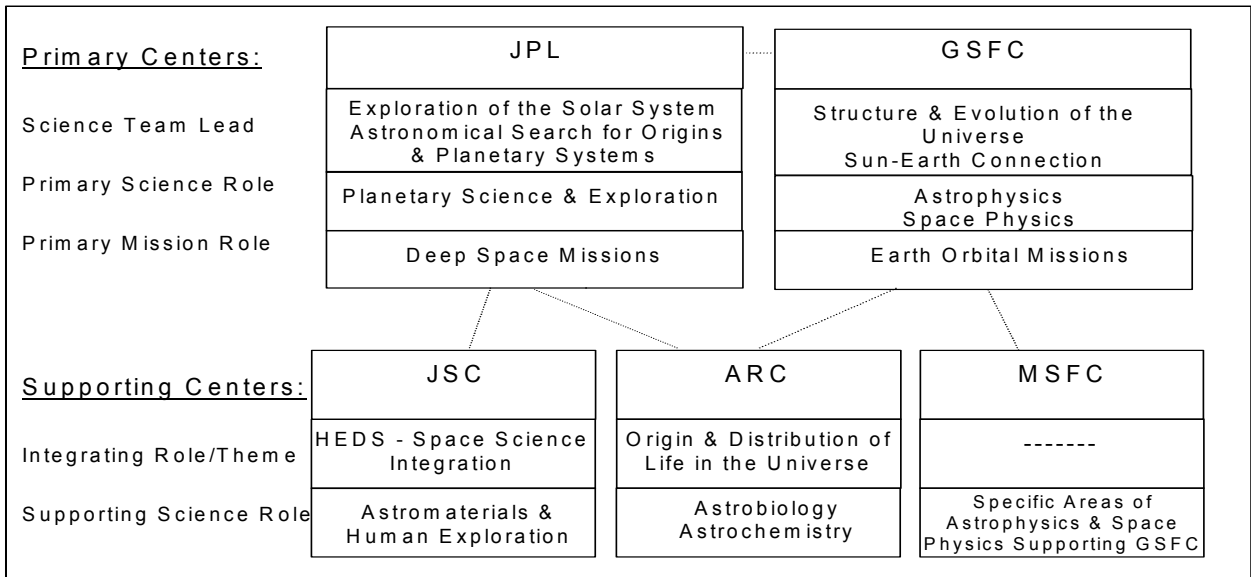 Primary Centers:
JPL
GSFC
Science Team Lead
Exploration of the Solar System
Astronomical Search for Origins
& Planetary Systems
Structure & Evolution of the
Universe
Sun-Earth Connection
Primary Science Role
Planetary Science & Exploration
Astrophysics
Space Physics
Primary Mission Role
Deep Space Missions
Earth Orbital Missions
Supporting Centers:
JSC
ARC
MSFC
Integrating Role/Theme
HEDS - Space Science
Integration
Origin & Distribution of
Life in the Universe
-------
Supporting Science Role
Astromaterials &
Human Exploration
Astrobiology
Astrochemistry
Specific Areas of
Astrophysics & Space
Physics Supporting GSFC